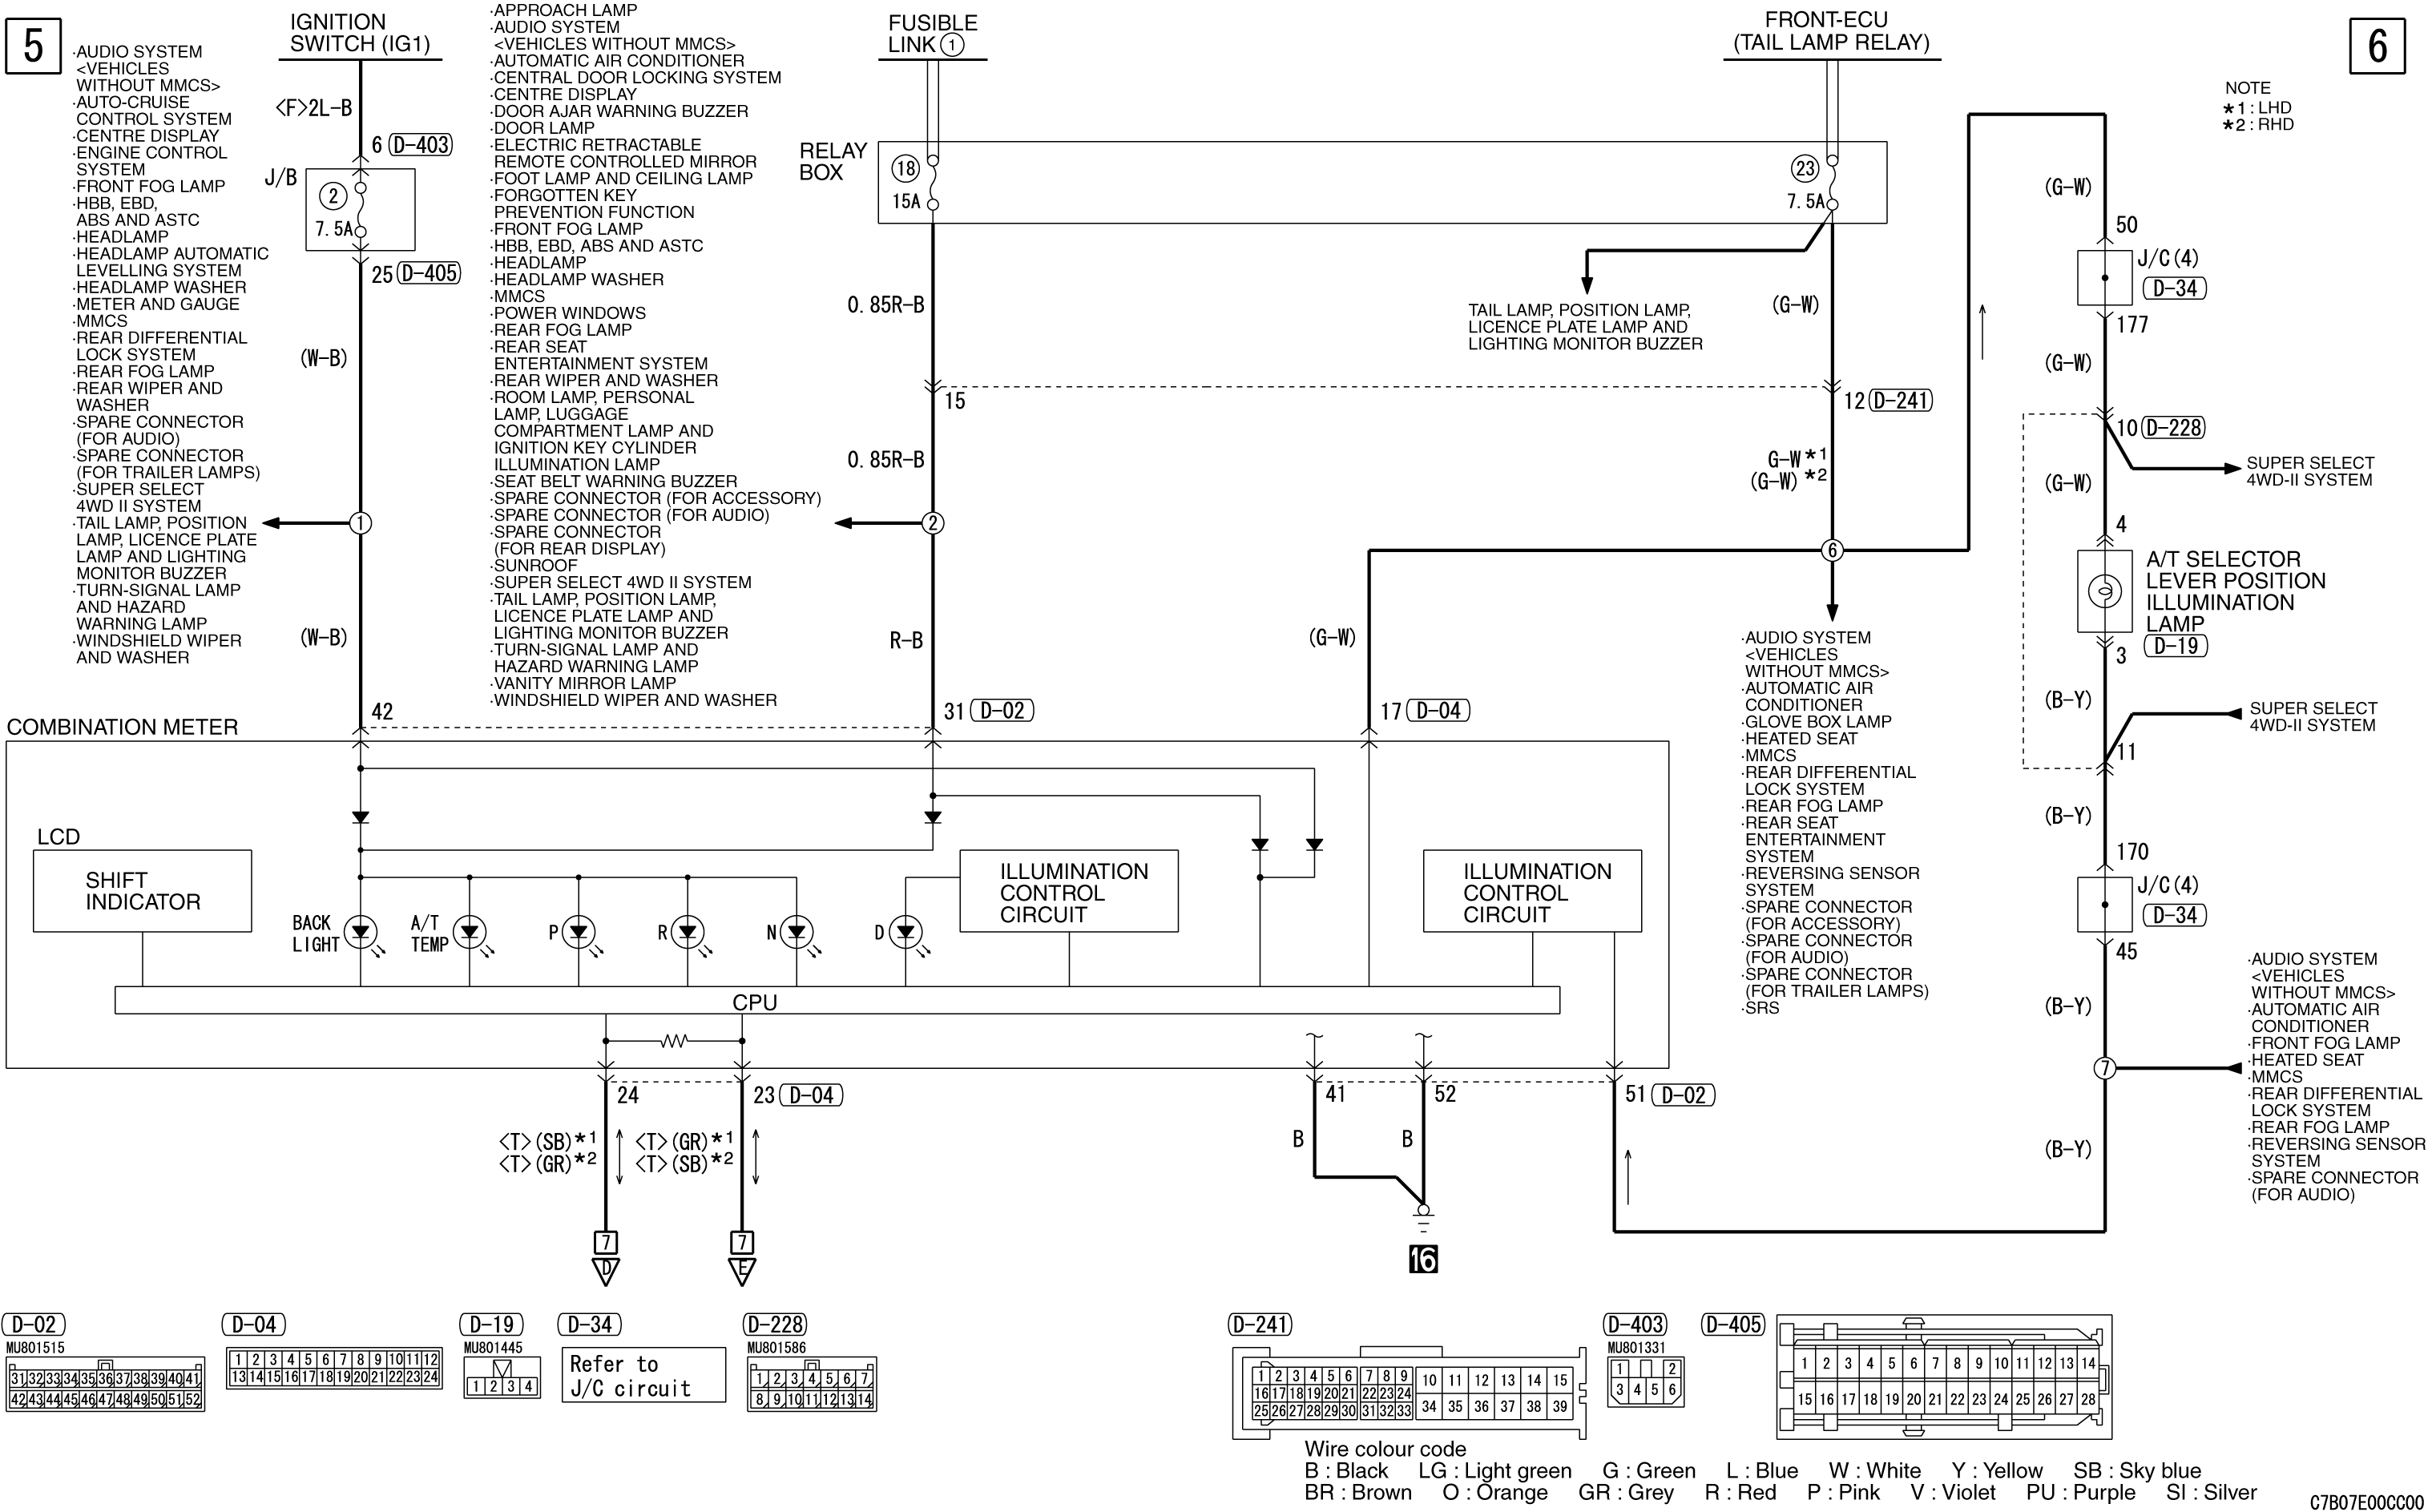 5
IGNITION
SWITCH (IG1)
·AUDIO SYSTEM
<VEHICLES
WITHOUT MMCS>
·AUTO-CRUISE
CONTROL SYSTEM
·CENTRE DISPLAY
·ENGINE CONTROL
SYSTEM
·FRONT FOG LAMP
·HBB, EBD,
ABS AND ASTC
·HEADLAMP
·HEADLAMP AUTOMATIC
LEVELLING SYSTEM
·HEADLAMP WASHER
·METER AND GAUGE
·MMCS
·REAR DIFFERENTIAL
LOCK SYSTEM
·REAR FOG LAMP
·REAR WIPER AND
WASHER
·SPARE CONNECTOR
(FOR AUDIO)
·SPARE CONNECTOR
(FOR TRAILER LAMPS)
·SUPER SELECT
4WD II SYSTEM
·TAIL LAMP, POSITION
LAMP, LICENCE PLATE
LAMP AND LIGHTING
MONITOR BUZZER
·TURN-SIGNAL LAMP
AND HAZARD
WARNING LAMP
·WINDSHIELD WIPER
AND WASHER
<F>2L-B
6 D-403
J/B
2
7.5A
25 D-405
(W-B)
1
(W-B)
42
·APPROACH LAMP
·AUDIO SYSTEM
<VEHICLES WITHOUT MMCS>
·AUTOMATIC AIR CONDITIONER
·CENTRAL DOOR LOCKING SYSTEM
·CENTRE DISPLAY
·DOOR AJAR WARNING BUZZER
·DOOR LAMP
·ELECTRIC RETRACTABLE
REMOTE CONTROLLED MIRROR
·FOOT LAMP AND CEILING LAMP
·FORGOTTEN KEY
PREVENTION FUNCTION
·FRONT FOG LAMP
·HBB, EBD, ABS AND ASTC
·HEADLAMP
·HEADLAMP WASHER
·MMCS
·POWER WINDOWS
·REAR FOG LAMP
·REAR SEAT
ENTERTAINMENT SYSTEM
·REAR WIPER AND WASHER
·ROOM LAMP, PERSONAL
LAMP, LUGGAGE
COMPARTMENT LAMP AND
IGNITION KEY CYLINDER
ILLUMINATION LAMP
·SEAT BELT WARNING BUZZER
·SPARE CONNECTOR (FOR ACCESSORY)
·SPARE CONNECTOR (FOR AUDIO)
·SPARE CONNECTOR
(FOR REAR DISPLAY)
·SUNROOF
·SUPER SELECT 4WD II SYSTEM
·TAIL LAMP, POSITION LAMP,
LICENCE PLATE LAMP AND
LIGHTING MONITOR BUZZER
·TURN-SIGNAL LAMP AND
HAZARD WARNING LAMP
·VANITY MIRROR LAMP
·WINDSHIELD WIPER AND WASHER
FUSIBLE
LINK 1
RELAY
BOX
18
15A
0.85R-B
15
0.85R-B
2
R-B
31 D-02
FRONT-ECU
(TAIL LAMP RELAY)
23
7.5A
TAIL LAMP, POSITION LAMP,
LICENCE PLATE LAMP AND
LIGHTING MONITOR BUZZER
(G-W)
12 D-241
G-W*1
(G-W)*2
6
(G-W)
17 D-04
·AUDIO SYSTEM
<VEHICLES
WITHOUT MMCS>
·AUTOMATIC AIR
CONDITIONER
·GLOVE BOX LAMP
·HEATED SEAT
·MMCS
·REAR DIFFERENTIAL
LOCK SYSTEM
·REAR FOG LAMP
·REAR SEAT
ENTERTAINMENT
SYSTEM
·REVERSING SENSOR
SYSTEM
·SPARE CONNECTOR
(FOR ACCESSORY)
·SPARE CONNECTOR
(FOR AUDIO)
·SPARE CONNECTOR
(FOR TRAILER LAMPS)
·SRS
6
NOTE
*1 : LHD
*2 : RHD
(G-W)
50
J/C(4)
D-34
177
(G-W)
10 D-228
SUPER SELECT
4WD-II SYSTEM
(G-W)
4
A/T SELECTOR
LEVER POSITION
ILLUMINATION
LAMP
D-19
3
(B-Y)
SUPER SELECT
4WD-II SYSTEM
11
(B-Y)
170
J/C(4)
D-34
45
(B-Y)
7
(B-Y)
·AUDIO SYSTEM
<VEHICLES
WITHOUT MMCS>
·AUTOMATIC AIR
CONDITIONER
·FRONT FOG LAMP
·HEATED SEAT
·MMCS
·REAR DIFFERENTIAL
LOCK SYSTEM
·REAR FOG LAMP
·REVERSING SENSOR
SYSTEM
·SPARE CONNECTOR
(FOR AUDIO)
COMBINATION METER
LCD
SHIFT
INDICATOR
BACK
LIGHT
A/T
TEMP
P
R
N
D
ILLUMINATION
CONTROL
CIRCUIT
ILLUMINATION
CONTROL
CIRCUIT
CPU
24
23 D-04
41
52
51 D-02
<T>(SB)*1
<T>(GR)*2
<T>(GR)*1
<T>(SB)*2
B
B
7
D
7
E
16
D-02
MU801515
31 32 33 34 35 36 37 38 39 40 41
42 43 44 45 46 47 48 49 50 51 52
D-04
1 2 3 4 5 6 7 8 9 10 11 12
13 14 15 16 17 18 19 20 21 22 23 24
D-19
MU801445
1 2 3 4
D-34
Refer to
J/C circuit
D-228
MU801586
1 2 3 4 5 6 7
8 9 10 11 12 13 14
D-241
1 2 3 4 5 6 7 8 9 10 11 12 13 14 15
16 17 18 19 20 21 22 23 24
25 26 27 28 29 30 31 32 33 34 35 36 37 38 39
D-403
MU801331
1 2
3 4 5 6
D-405
1 2 3 4 5 6 7 8 9 10 11 12 13 14
15 16 17 18 19 20 21 22 23 24 25 26 27 28
Wire colour code
B : Black LG : Light green G : Green L : Blue W : White Y : Yellow SB : Sky blue
BR : Brown O : Orange GR : Grey R : Red P : Pink V : Violet PU : Purple SI : Silver
C7B07E00CC00